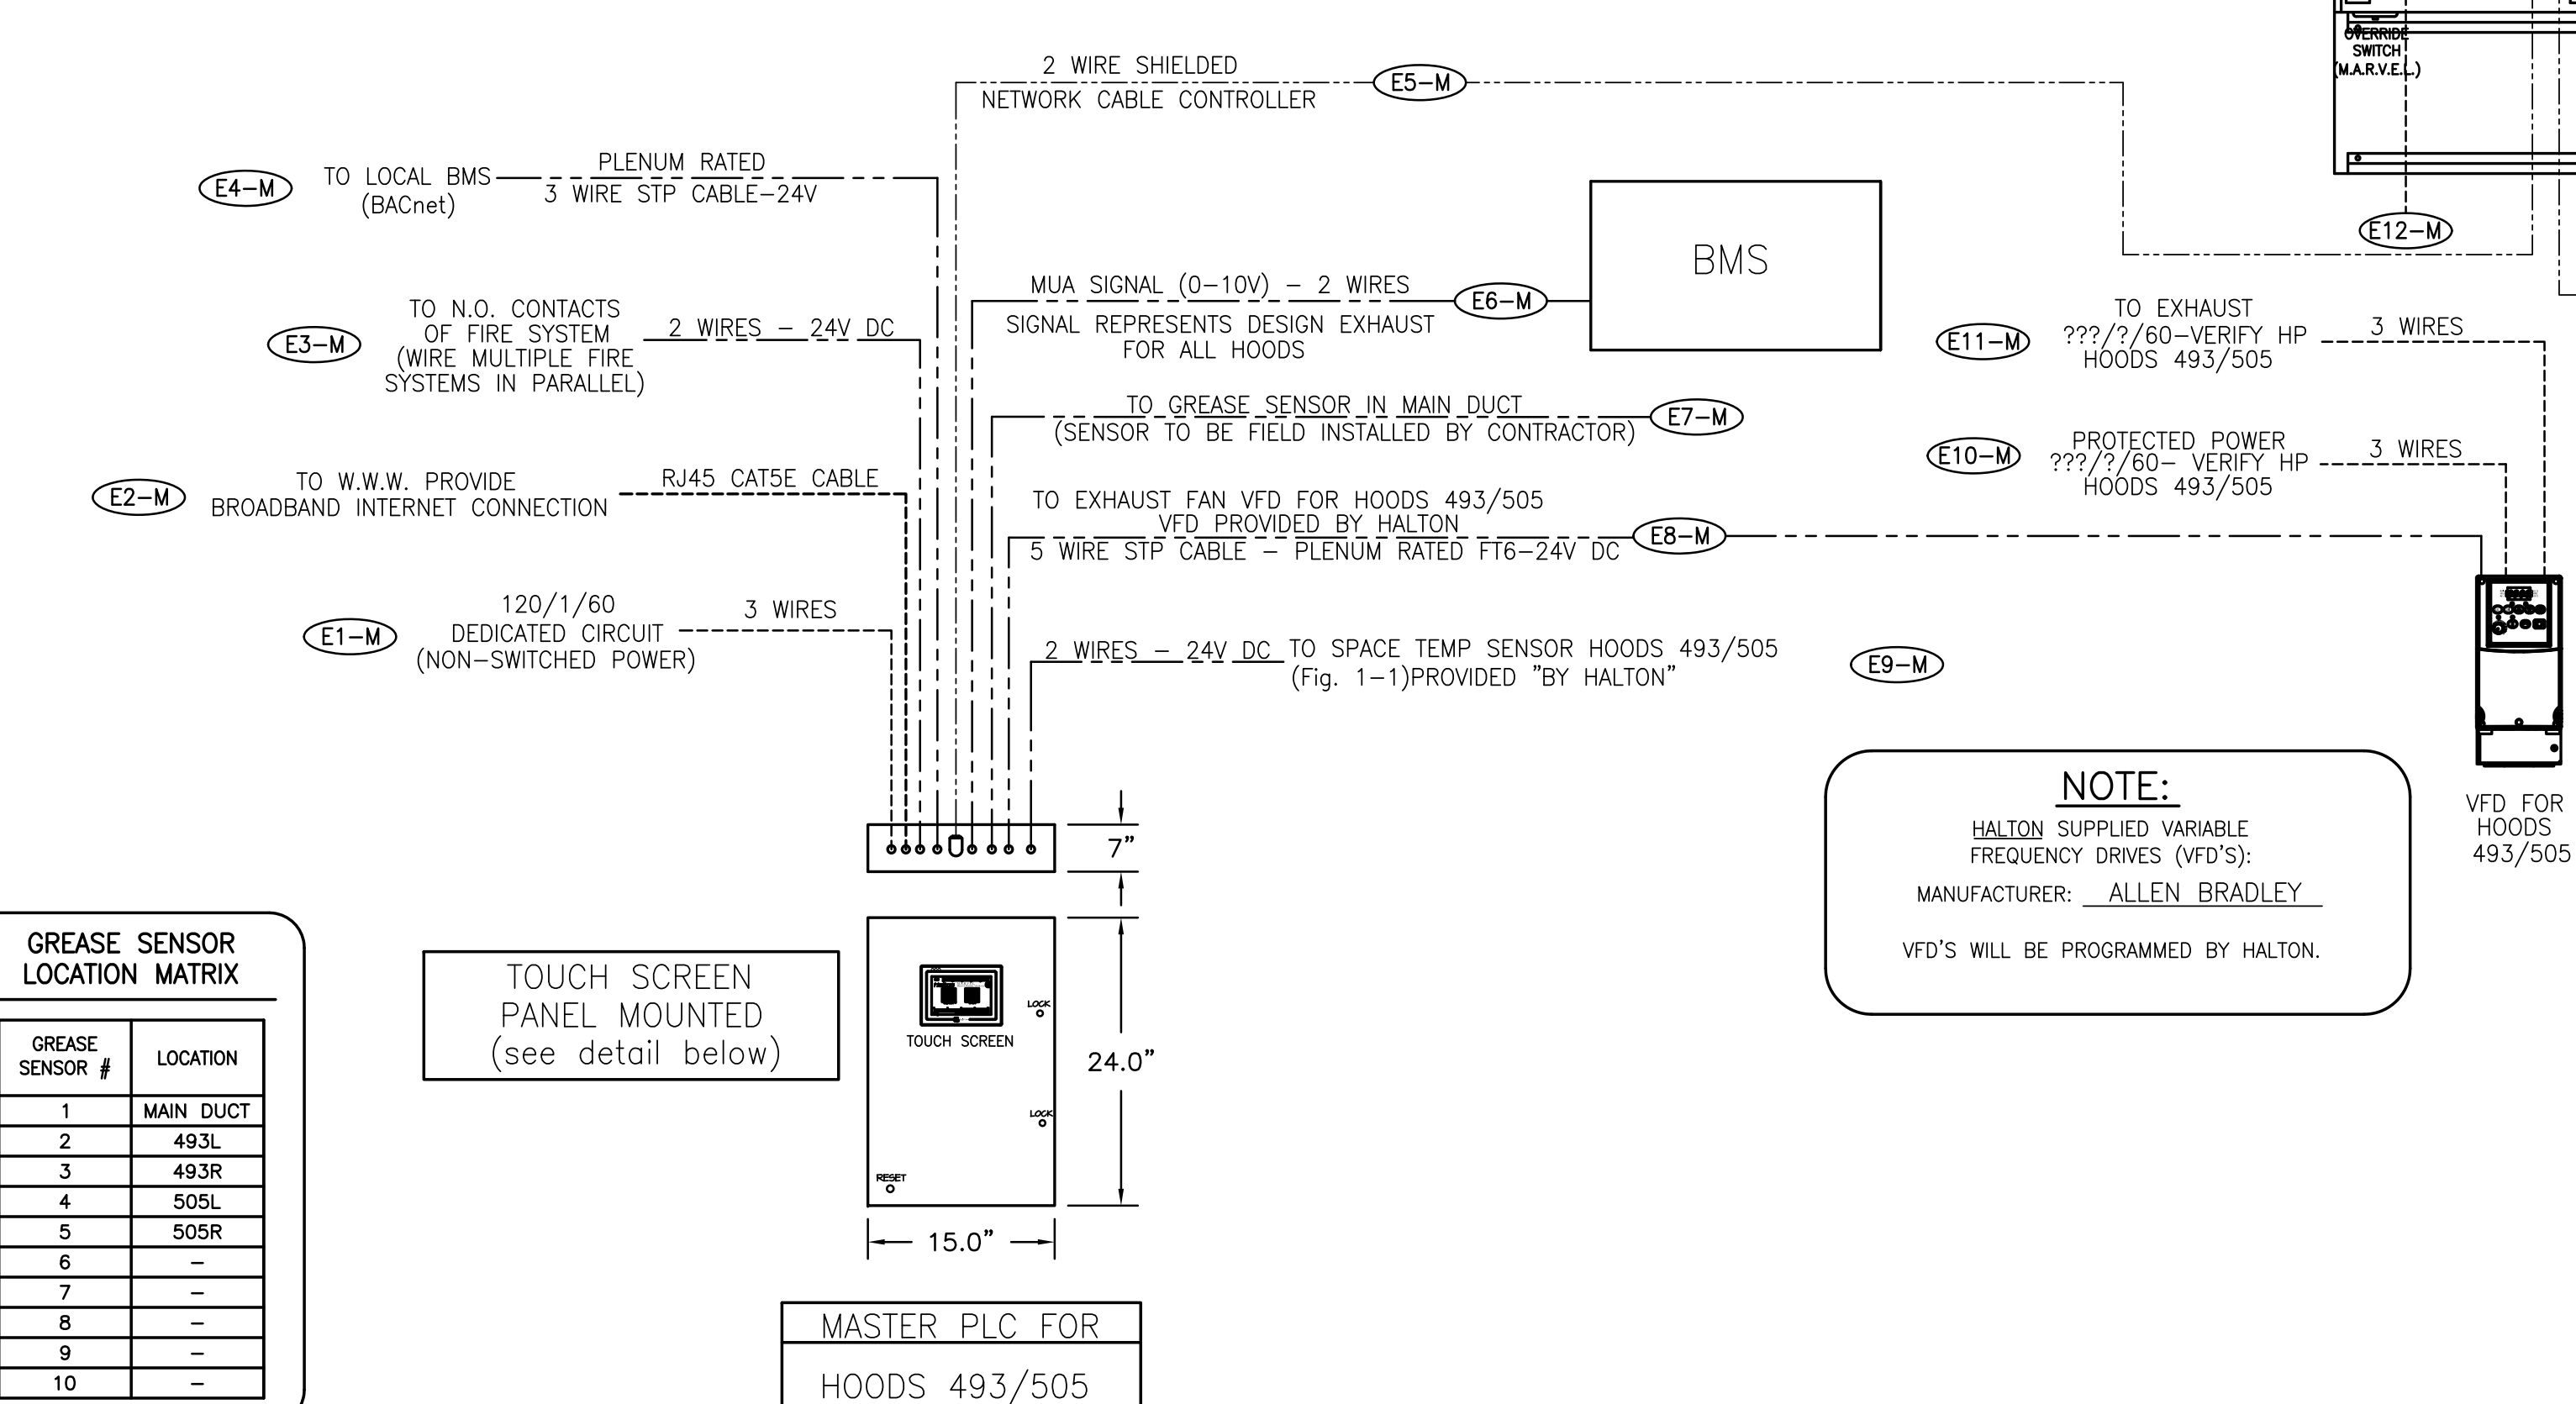 OVERRIDE
SWITCH
(M.A.R.V.E.L.)
2 WIRE SHIELDED
NETWORK CABLE CONTROLLER
E5-M
E4-M
TO LOCAL BMS
(BACnet)
PLENUM RATED
3 WIRE STP CABLE-24V
E12-M
BMS
MUA SIGNAL (0-10V) - 2 WIRES
SIGNAL REPRESENTS DESIGN EXHAUST
FOR ALL HOODS
E6-M
E3-M
TO N.O. CONTACTS
OF FIRE SYSTEM
(WIRE MULTIPLE FIRE
SYSTEMS IN PARALLEL)
2 WIRES - 24V DC
E11-M
TO EXHAUST
???/?/60-VERIFY HP
HOODS 493/505
3 WIRES
TO GREASE SENSOR IN MAIN DUCT
(SENSOR TO BE FIELD INSTALLED BY CONTRACTOR)
E7-M
E10-M
PROTECTED POWER
???/?/60- VERIFY HP
HOODS 493/505
3 WIRES
E2-M
TO W.W.W. PROVIDE
BROADBAND INTERNET CONNECTION
RJ45 CAT5E CABLE
TO EXHAUST FAN VFD FOR HOODS 493/505
VFD PROVIDED BY HALTON
5 WIRE STP CABLE - PLENUM RATED FT6-24V DC
E8-M
E1-M
120/1/60
DEDICATED CIRCUIT
(NON-SWITCHED POWER)
3 WIRES
2 WIRES - 24V DC
TO SPACE TEMP SENSOR HOODS 493/505
(Fig. 1-1)PROVIDED "BY HALTON"
E9-M
NOTE:
HALTON SUPPLIED VARIABLE
FREQUENCY DRIVES (VFD'S):
MANUFACTURER: ALLEN BRADLEY
VFD'S WILL BE PROGRAMMED BY HALTON.
VFD FOR
HOODS
493/505
7"
GREASE SENSOR
LOCATION MATRIX
GREASE SENSOR # LOCATION
1 MAIN DUCT
2 493L
3 493R
4 505L
5 505R
6 -
7 -
8 -
9 -
10 -
TOUCH SCREEN
PANEL MOUNTED
(see detail below)
TOUCH SCREEN
LOCK
LOCK
RESET
24.0"
15.0"
MASTER PLC FOR
HOODS 493/505